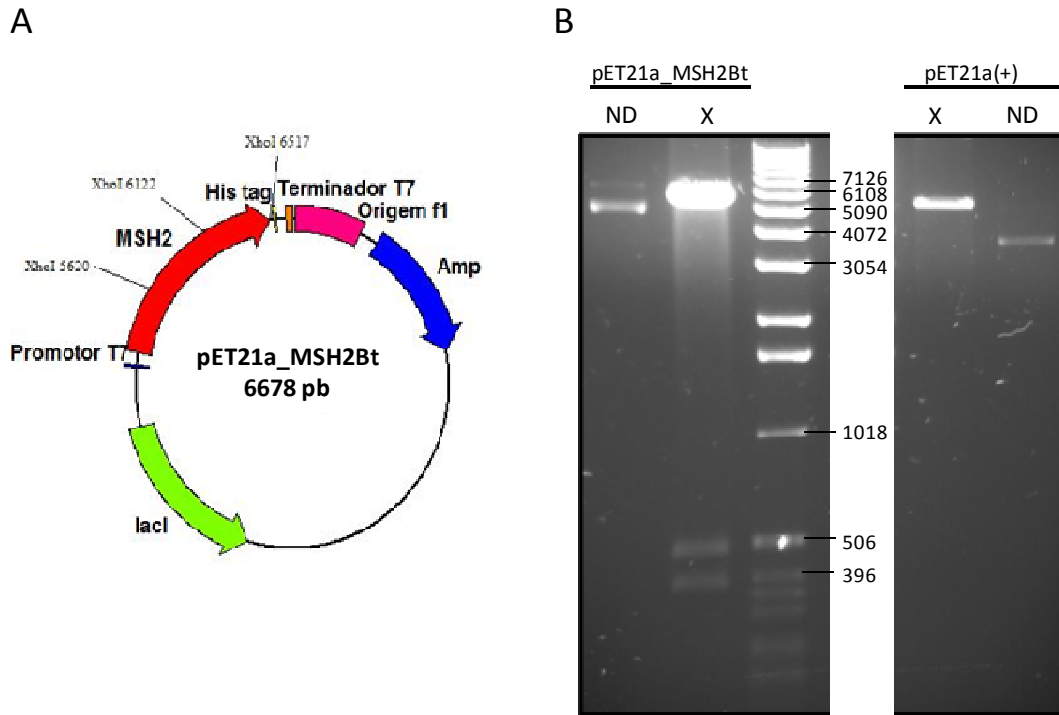 A
XhoI 6517
XhoI 6122
His tag
Terminador T7
Origem f1
MSH2
Amp
XhoI 5620
Promotor T7
pET21a_MSH2Bt
6678 pb
lacI
B
pET21a_MSH2Bt
pET21a(+)
ND
X
X
ND
7126
6108
5090
4072
3054
1018
506
396